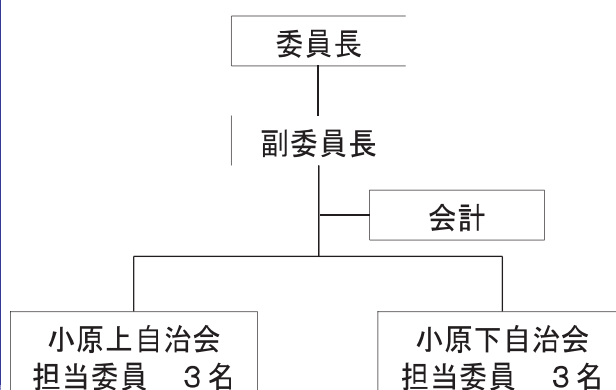 委員長
副委員長
会計
小原上自治会
担当委員　３名
小原下自治会
担当委員　３名